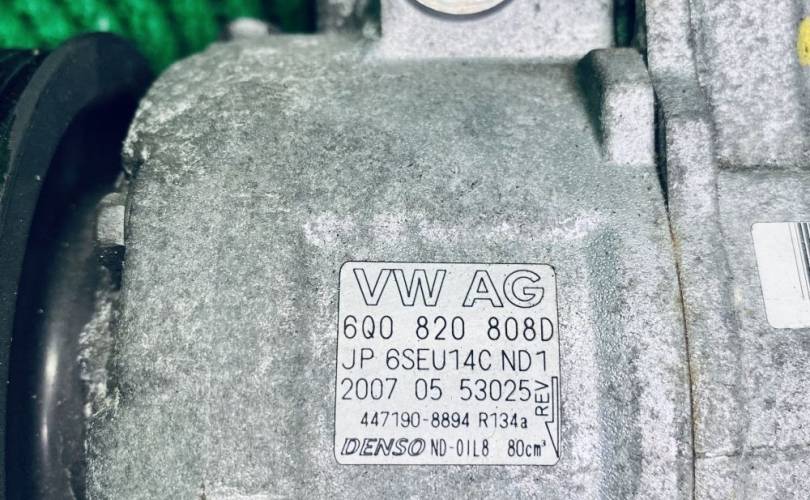 VW AG
6Q0 820 808D
JP 6SEU14C ND1
2007 05 53025
REV
447190-8894 R134a
DENSO ND-OIL8 80cm³